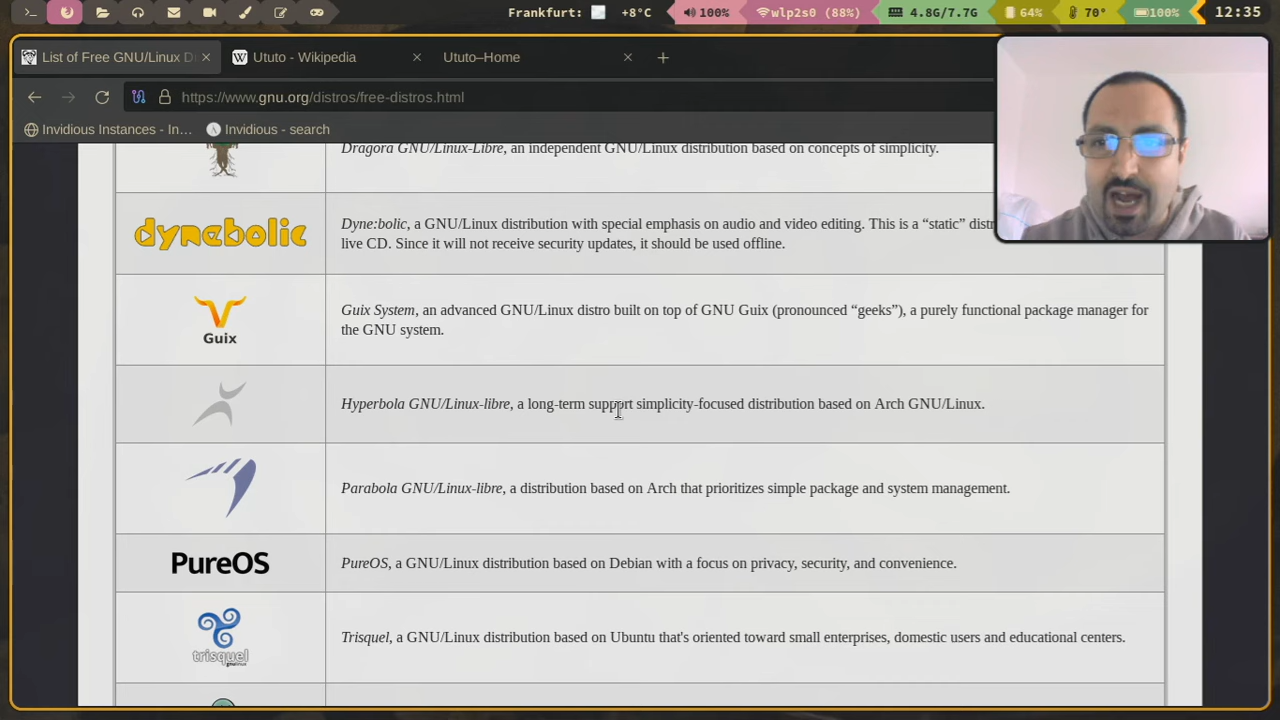 Frankfurt: +8°C
100%
wlp2s0 (88%)
4.8G/7.7G
64%
70°
100%
12:35
List of Free GNU/Linux D
Ututo - Wikipedia
Ututo–Home
https://www.gnu.org/distros/free-distros.html
Invidious Instances - In…
Invidious - search
Dragora GNU/Linux-Libre, an independent GNU/Linux distribution based on concepts of simplicity.
dynebolic
Dyne:bolic, a GNU/Linux distribution with special emphasis on audio and video editing. This is a “static” distr
live CD. Since it will not receive security updates, it should be used offline.
Guix
Guix System, an advanced GNU/Linux distro built on top of GNU Guix (pronounced “geeks”), a purely functional package manager for
the GNU system.
Hyperbola GNU/Linux-libre, a long-term support simplicity-focused distribution based on Arch GNU/Linux.
Parabola GNU/Linux-libre, a distribution based on Arch that prioritizes simple package and system management.
PureOS
PureOS, a GNU/Linux distribution based on Debian with a focus on privacy, security, and convenience.
trisquel
gnulinux
Trisquel, a GNU/Linux distribution based on Ubuntu that's oriented toward small enterprises, domestic users and educational centers.